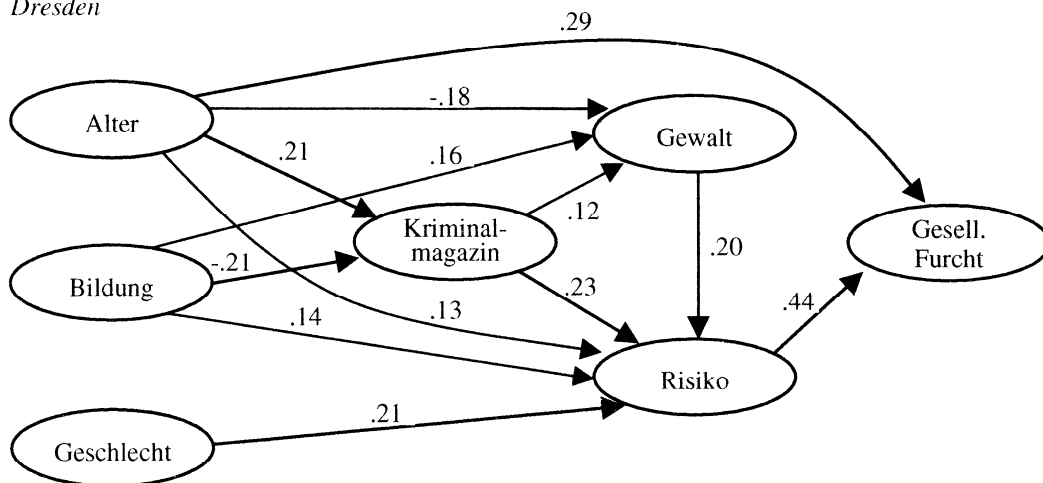 Dresden
.29
Alter
-.18
Gewalt
.21
.16
Kriminal-
magazin
.12
Gesell.
Furcht
.20
Bildung
-.21
.23
.44
.14
.13
Risiko
.21
Geschlecht